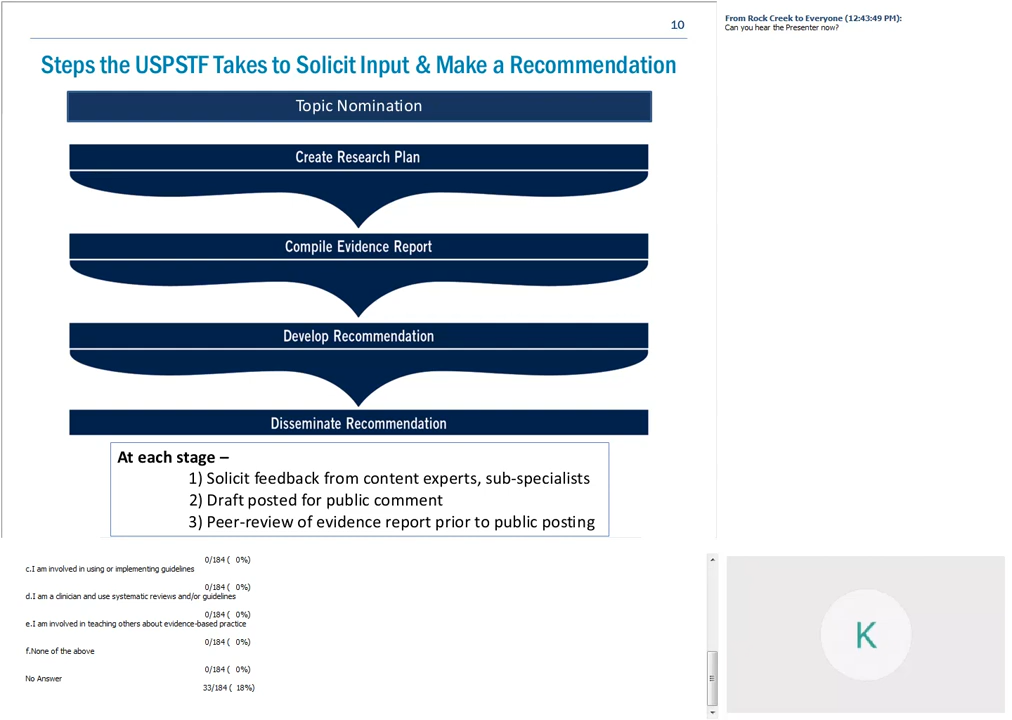 10
Steps the USPSTF Takes to Solicit Input & Make a Recommendation
Topic Nomination
Create Research Plan
Compile Evidence Report
Develop Recommendation
Disseminate Recommendation
At each stage –
1) Solicit feedback from content experts, sub-specialists
2) Draft posted for public comment
3) Peer-review of evidence report prior to public posting
From Rock Creek to Everyone (12:43:49 PM):
Can you hear the Presenter now?
0/184 ( 0%)
c.I am involved in using or implementing guidelines
0/184 ( 0%)
d.I am a clinician and use systematic reviews and/or guidelines
0/184 ( 0%)
e.I am involved in teaching others about evidence-based practice
0/184 ( 0%)
f.None of the above
0/184 ( 0%)
No Answer
33/184 ( 18%)
K